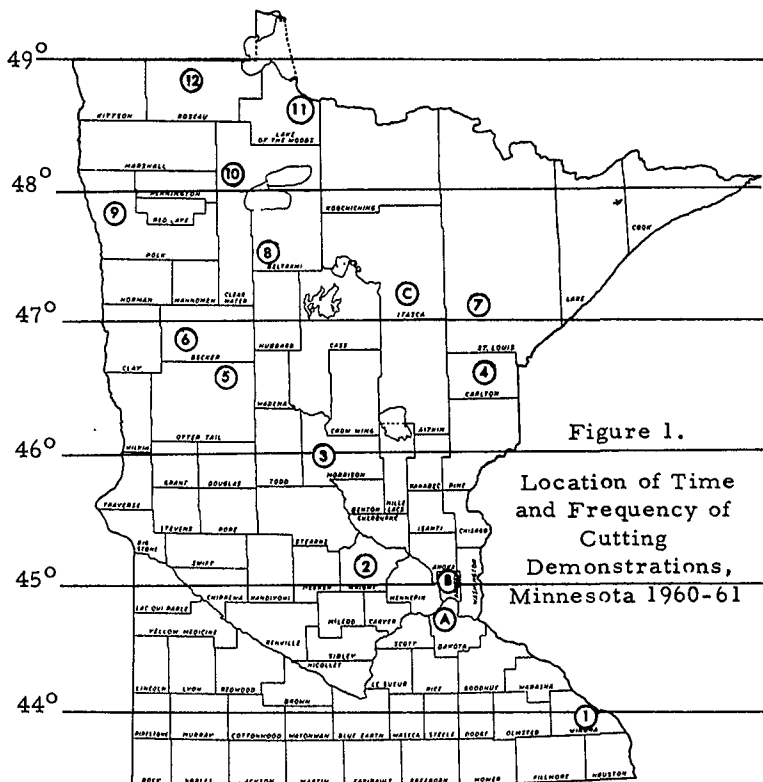 49°
12
KITTSON
ROSEAU
11
LAKE
OF THE WOODS
MARSHALL
10
48°
PENNINGTON
9
RED LAKE
KOOCHICHING
COOK
8
POLK
BELTRAMI
C
NORMAN
MAHNOMEN
CLEAR
WATER
ITASCA
7
LAKE
47°
6
HUBBARD
CASS
ST. LOUIS
BECKER
CLAY
5
4
WADENA
CARLTON
CROW WING
AITKIN
OTTER TAIL
WILKIN
46°
3
Figure 1.
GRANT
DOUGLAS
TODD
MORRISON
KANABEC
PINE
Location of Time
and Frequency of
Cutting
Demonstrations,
Minnesota 1960-61
TRAVERSE
BENTON
MILLE
LACS
SHERBURNE
STEVENS
POPE
ISANTI
CHISAGO
BIG
STONE
STEARNS
SWIFT
2
ANOKA
B
WASHINGTON
45°
MEEKER
WRIGHT
CHIPPEWA
KANDIYOHI
HENNEPIN
LAC QUI PARLE
A
MCLEOD
CARVER
YELLOW MEDICINE
RENVILLE
SCOTT
DAKOTA
SIBLEY
NICOLLET
LE SUEUR
LINCOLN
LYON
REDWOOD
RICE
GOODHUE
WABASHA
BROWN
44°
1
WINONA
PIPESTONE
MURRAY
COTTONWOOD
WATONWAN
BLUE EARTH
WASECA
STEELE
DODGE
OLMSTED
ROCK
NOBLES
JACKSON
MARTIN
FARIBAULT
FREEBORN
MOWER
FILLMORE
HOUSTON